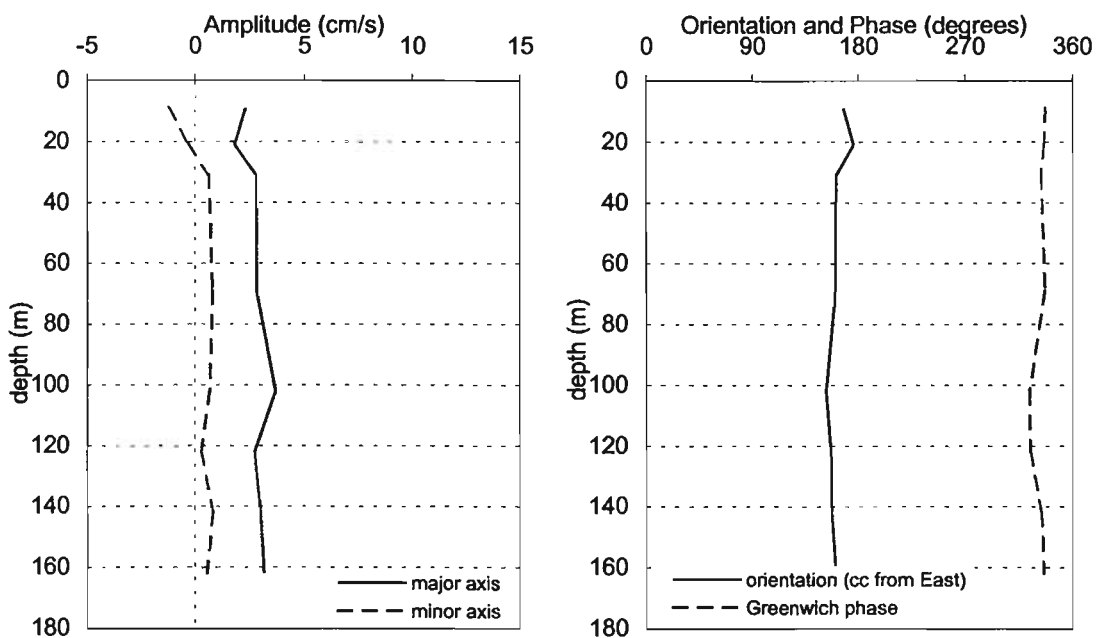 Amplitude (cm/s)
-5 0 5 10 15
0
20
40
60
80
100
120
140
160
180
depth (m)
major axis
minor axis
Orientation and Phase (degrees)
0 90 180 270 360
0
20
40
60
80
100
120
140
160
180
depth (m)
orientation (cc from East)
Greenwich phase